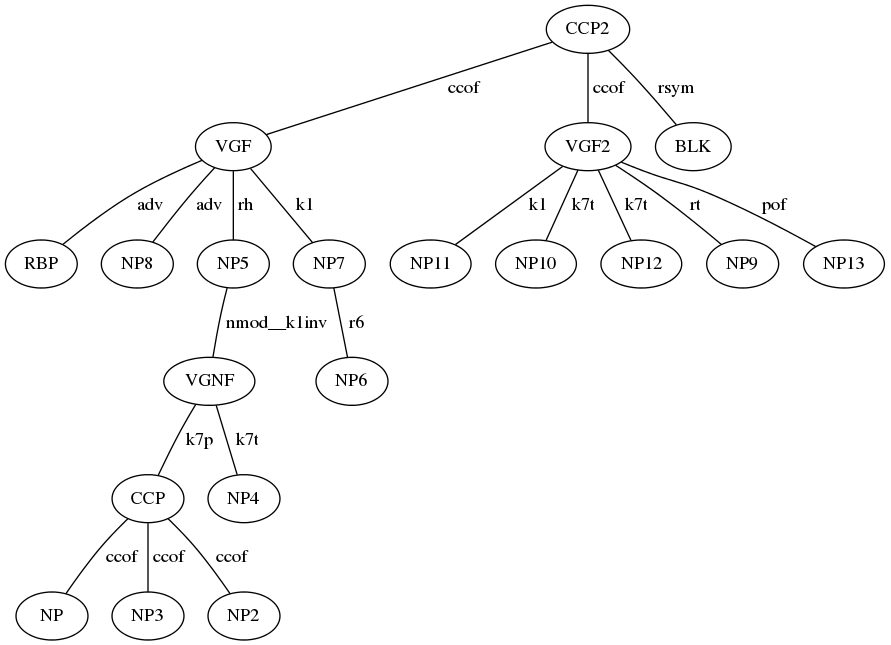 CCP2
ccof ccof rsym
VGF VGF2 BLK
adv adv rh k1 k1 k7t k7t rt pof
RBP NP8 NP5 NP7 NP11 NP10 NP12 NP9 NP13
nmod__k1inv r6
VGNF NP6
k7p k7t
CCP NP4
ccof ccof ccof
NP NP3 NP2